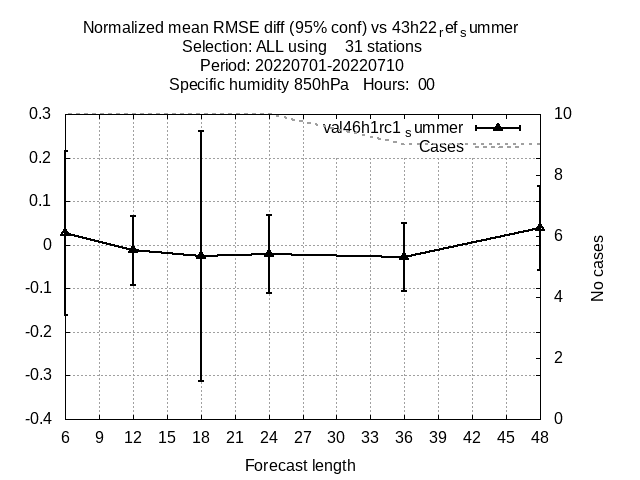 Normalized mean RMSE diff (95% conf) vs 43h22refsummer
Selection: ALL using 31 stations
Period: 20220701-20220710
Specific humidity 850hPa Hours: 00
0.3
0.2
0.1
0
-0.1
-0.2
-0.3
-0.4
10
8
6
4
2
0
val46h1rc1summer
Cases
No cases
6 9 12 15 18 21 24 27 30 33 36 39 42 45 48
Forecast length